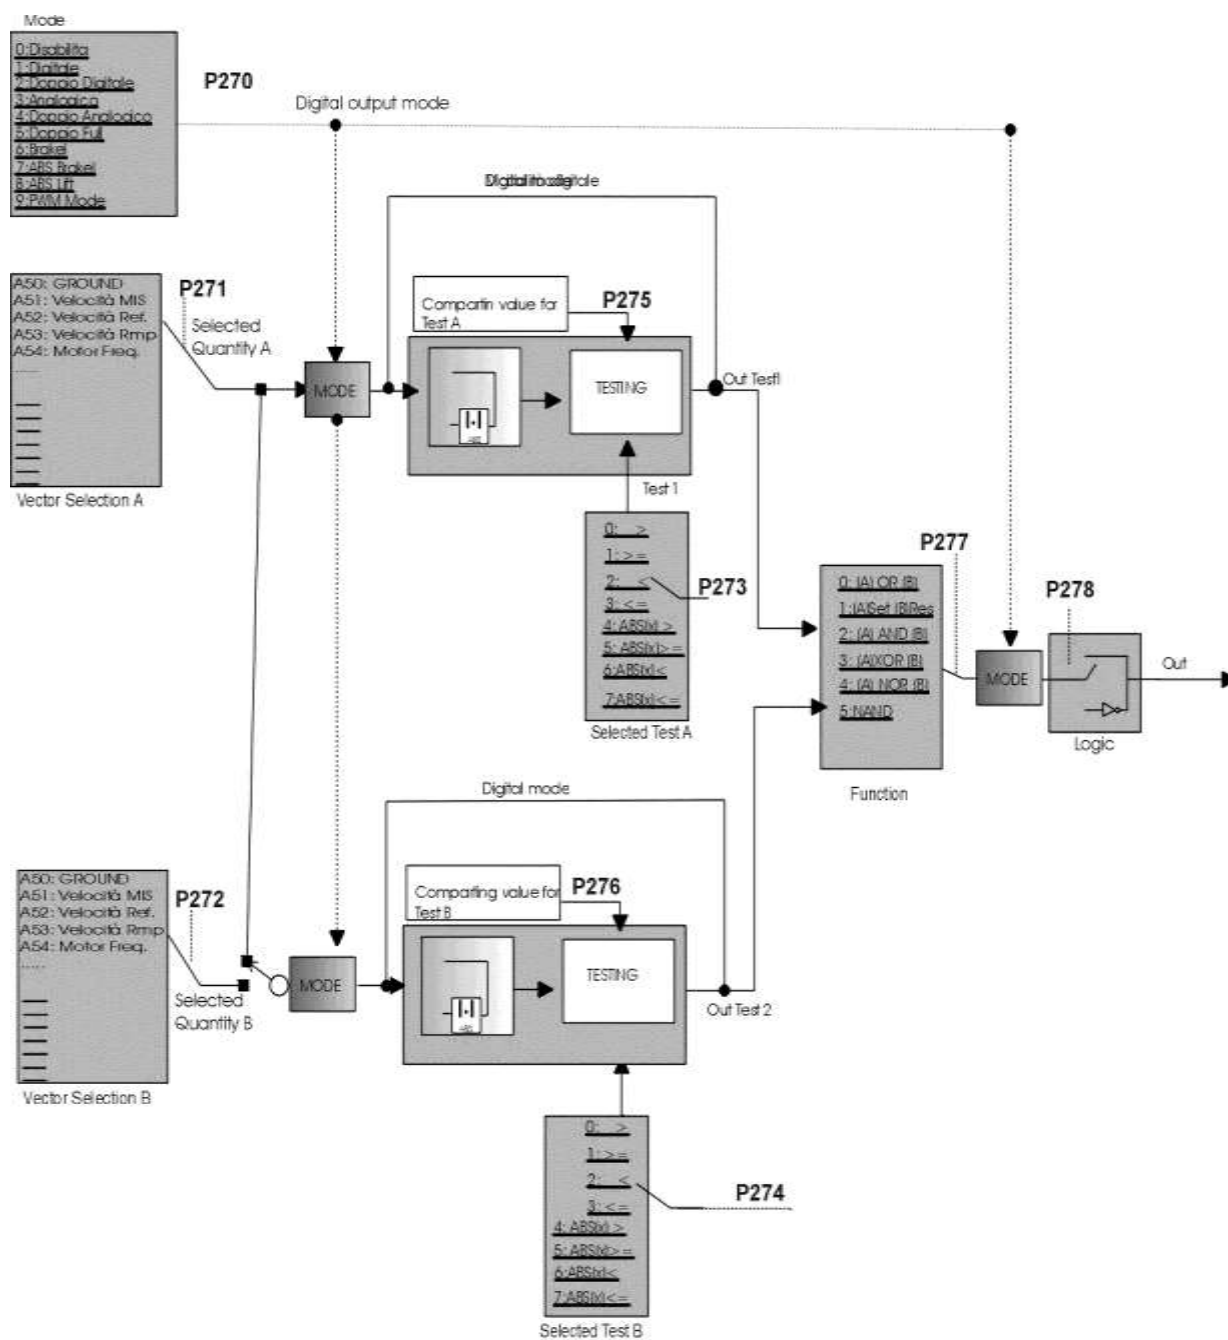 Mode
0:Disabilita
1:Digitale
2:Doppio Digitale
3:Analogico
4:Doppio Analogico
5:Doppio Full
6:Brakel
7:ABS Brakel
8:ABS Lift
9:PWM Mode
P270
Digital output mode
A50: GROUND
A51: Velocità MIS
A52: Velocità Ref.
A53: Velocità Rmp
A54: Motor Freq.
.....
Vector Selection A
P271
Selected
Quantity A
MODE
Compartin value for
Test A
P275
TESTING
ABS
Out Test1
Test 1
0: >
1: >=
2: <
3: <=
4: ABS(x) >
5: ABS(x)>=
6:ABS(x)<
7:ABS(x)<=
Selected Test A
P273
0: (A) OR (B)
1:(A)Set (B)Res
2: (A) AND (B)
3: (A)XOR (B)
4: (A) NOR (B)
5:NAND
Function
P277
MODE
P278
Logic
Out
Digital mode
A50: GROUND
A51: Velocità MIS
A52: Velocità Ref.
A53: Velocità Rmp
A54: Motor Freq.
.....
Vector Selection B
P272
Selected
Quantity B
MODE
Comparting value for
Test B
P276
TESTING
ABS
Out Test 2
0: >
1: >=
2: <
3: <=
4: ABS(x) >
5: ABS(x)>=
6:ABS(x)<
7:ABS(x)<=
Selected Test B
P274